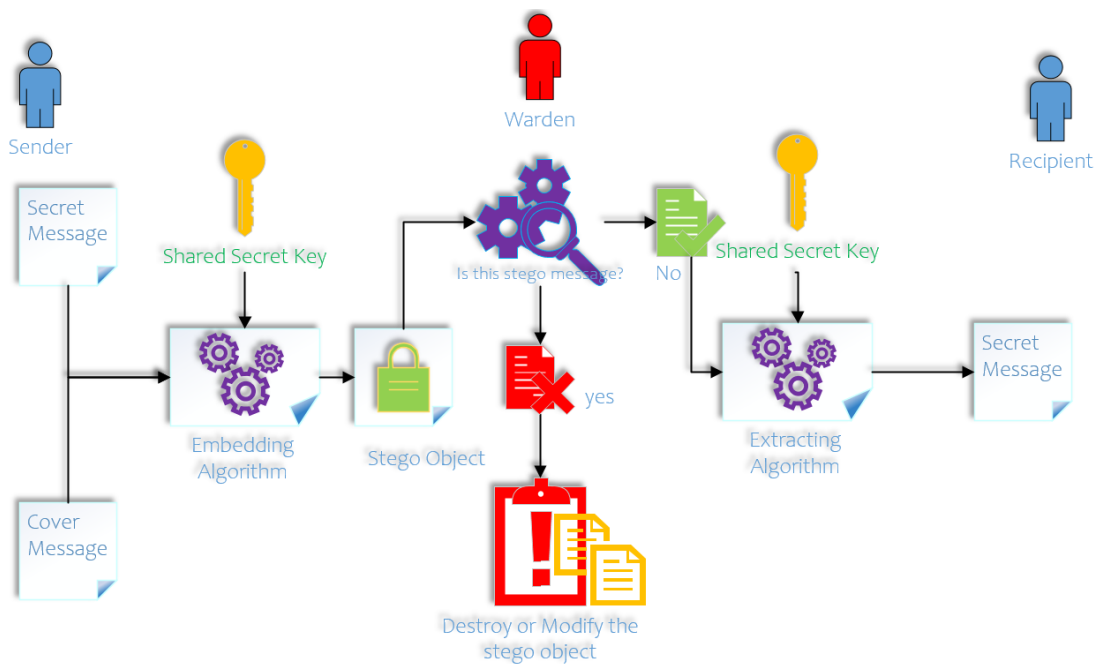 Sender
Warden
Recipient
Secret
Message
Shared Secret Key
Is this stego message?
No
Shared Secret Key
Embedding
Algorithm
Stego Object
yes
Extracting
Algorithm
Secret
Message
Cover
Message
Destroy or Modify the
stego object